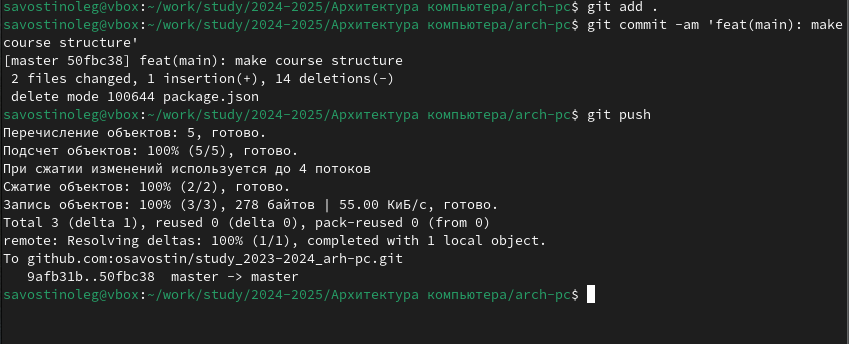 savostinoleg@vbox:~/work/study/2024-2025/Архитектура компьютера/arch-pc$ git add .
savostinoleg@vbox:~/work/study/2024-2025/Архитектура компьютера/arch-pc$ git commit -am 'feat(main): make
course structure'
[master 50fbc38] feat(main): make course structure
 2 files changed, 1 insertion(+), 14 deletions(-)
 delete mode 100644 package.json
savostinoleg@vbox:~/work/study/2024-2025/Архитектура компьютера/arch-pc$ git push
Перечисление объектов: 5, готово.
Подсчет объектов: 100% (5/5), готово.
При сжатии изменений используется до 4 потоков
Сжатие объектов: 100% (2/2), готово.
Запись объектов: 100% (3/3), 278 байтов | 55.00 КиБ/с, готово.
Total 3 (delta 1), reused 0 (delta 0), pack-reused 0 (from 0)
remote: Resolving deltas: 100% (1/1), completed with 1 local object.
To github.com:osavostin/study_2023-2024_arh-pc.git
   9afb31b..50fbc38  master -> master
savostinoleg@vbox:~/work/study/2024-2025/Архитектура компьютера/arch-pc$